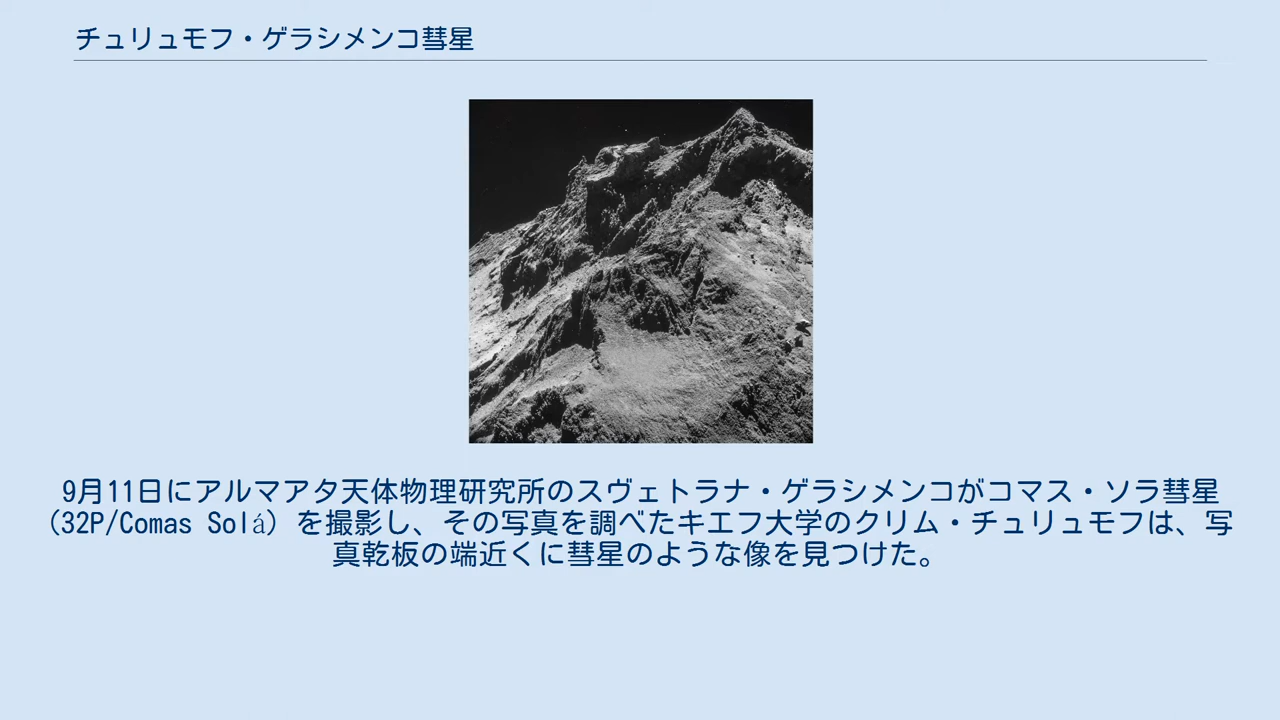 チュリュモフ・ゲラシメンコ彗星
9月11日にアルマアタ天体物理研究所のスヴェトラナ・ゲラシメンコがコマス・ソラ彗星
（32P/Comas Solá）を撮影し、その写真を調べたキエフ大学のクリム・チュリュモフは、写
真乾板の端近くに彗星のような像を見つけた。